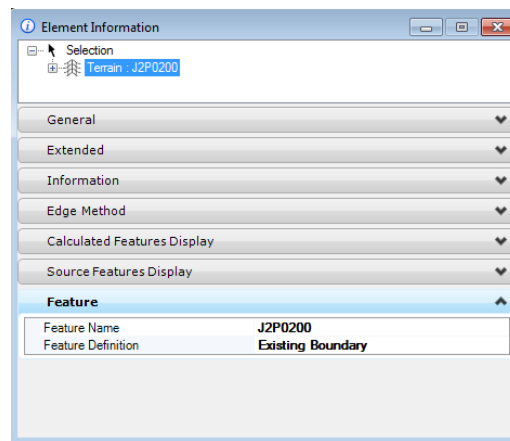 Element Information
Selection
Terrain : J2P0200
General
Extended
Information
Edge Method
Calculated Features Display
Source Features Display
Feature
Feature Name J2P0200
Feature Definition Existing Boundary